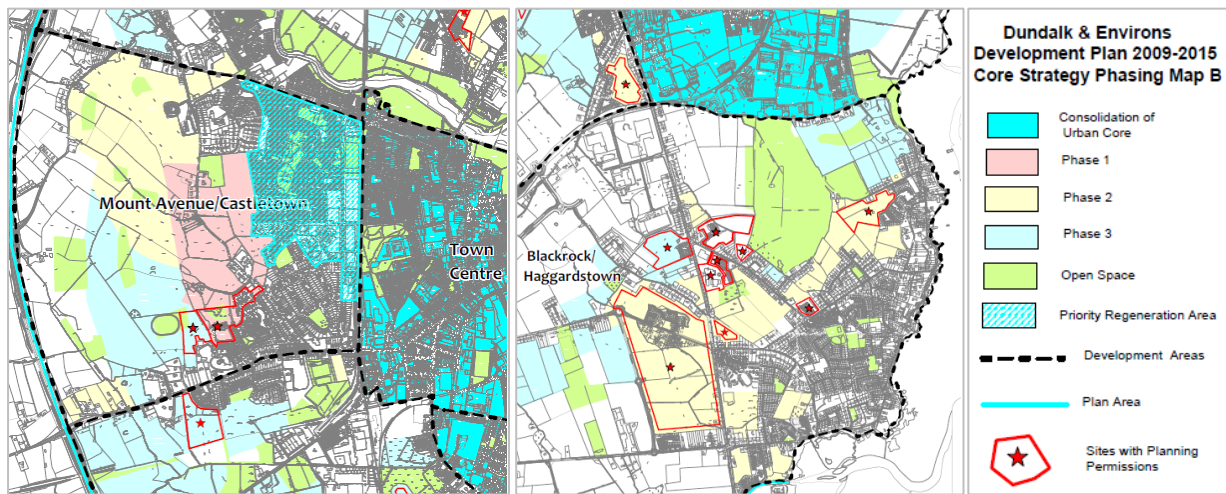 Mount Avenue/Castletown
Town
Centre
Blackrock/
Haggardstown
Dundalk & Environs
Development Plan 2009-2015
Core Strategy Phasing Map B
Consolidation of
Urban Core
Phase 1
Phase 2
Phase 3
Open Space
Priority Regeneration Area
Development Areas
Plan Area
Sites with Planning
Permissions